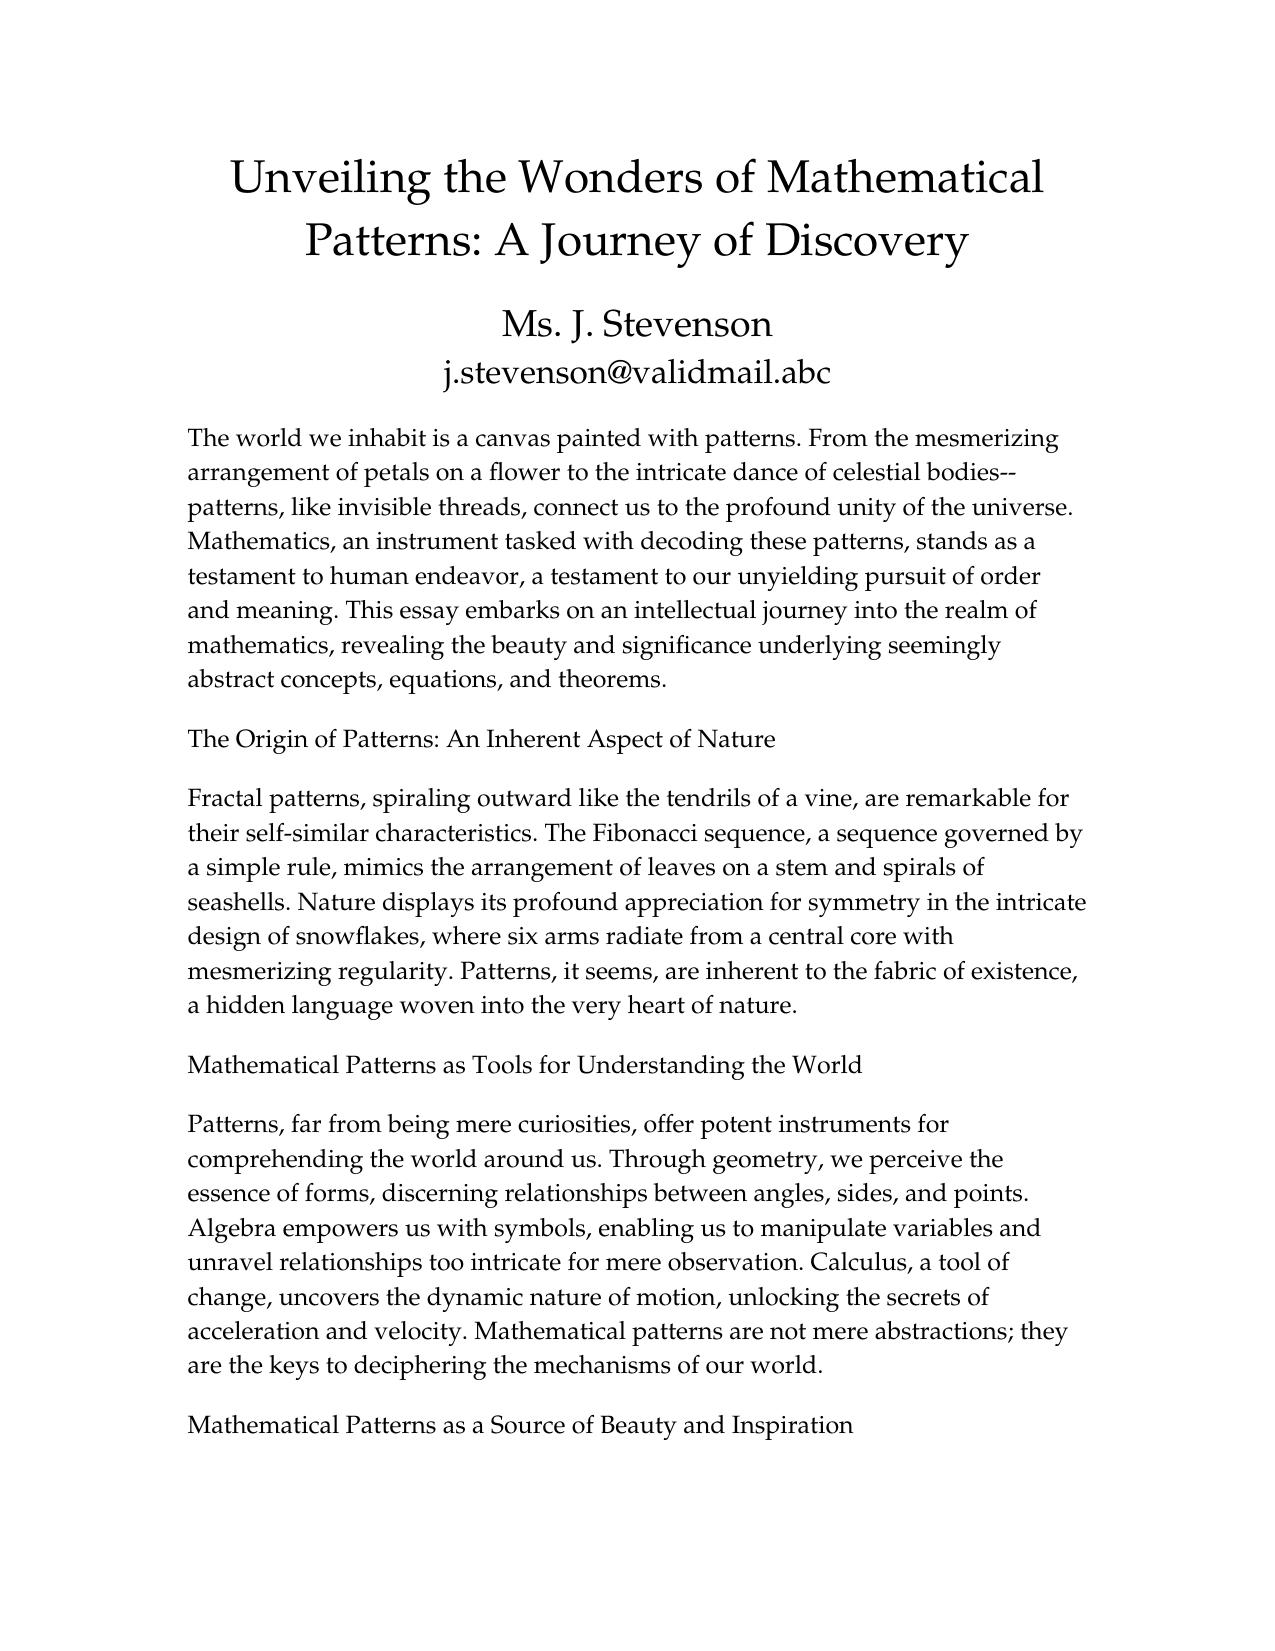 Unveiling the Wonders of Mathematical
Patterns: A Journey of Discovery
Ms. J. Stevenson
j.stevenson@validmail.abc
The world we inhabit is a canvas painted with patterns. From the mesmerizing
arrangement of petals on a flower to the intricate dance of celestial bodies--
patterns, like invisible threads, connect us to the profound unity of the universe.
Mathematics, an instrument tasked with decoding these patterns, stands as a
testament to human endeavor, a testament to our unyielding pursuit of order
and meaning. This essay embarks on an intellectual journey into the realm of
mathematics, revealing the beauty and significance underlying seemingly
abstract concepts, equations, and theorems.
The Origin of Patterns: An Inherent Aspect of Nature
Fractal patterns, spiraling outward like the tendrils of a vine, are remarkable for
their self-similar characteristics. The Fibonacci sequence, a sequence governed by
a simple rule, mimics the arrangement of leaves on a stem and spirals of
seashells. Nature displays its profound appreciation for symmetry in the intricate
design of snowflakes, where six arms radiate from a central core with
mesmerizing regularity. Patterns, it seems, are inherent to the fabric of existence,
a hidden language woven into the very heart of nature.
Mathematical Patterns as Tools for Understanding the World
Patterns, far from being mere curiosities, offer potent instruments for
comprehending the world around us. Through geometry, we perceive the
essence of forms, discerning relationships between angles, sides, and points.
Algebra empowers us with symbols, enabling us to manipulate variables and
unravel relationships too intricate for mere observation. Calculus, a tool of
change, uncovers the dynamic nature of motion, unlocking the secrets of
acceleration and velocity. Mathematical patterns are not mere abstractions; they
are the keys to deciphering the mechanisms of our world.
Mathematical Patterns as a Source of Beauty and Inspiration